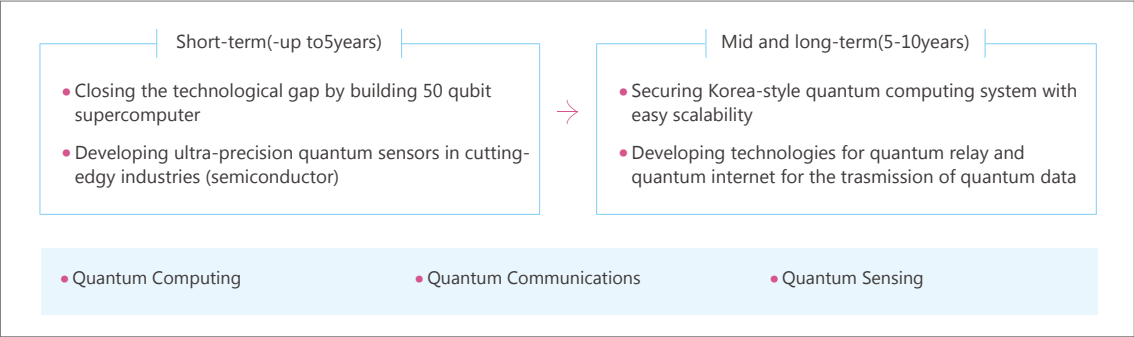 Short-term(-up to5years)
• Closing the technological gap by building 50 qubit
supercomputer
• Developing ultra-precision quantum sensors in cutting-
edgy industries (semiconductor)
Mid and long-term(5-10years)
• Securing Korea-style quantum computing system with
easy scalability
• Developing technologies for quantum relay and
quantum internet for the trasmission of quantum data
• Quantum Computing
• Quantum Communications
• Quantum Sensing